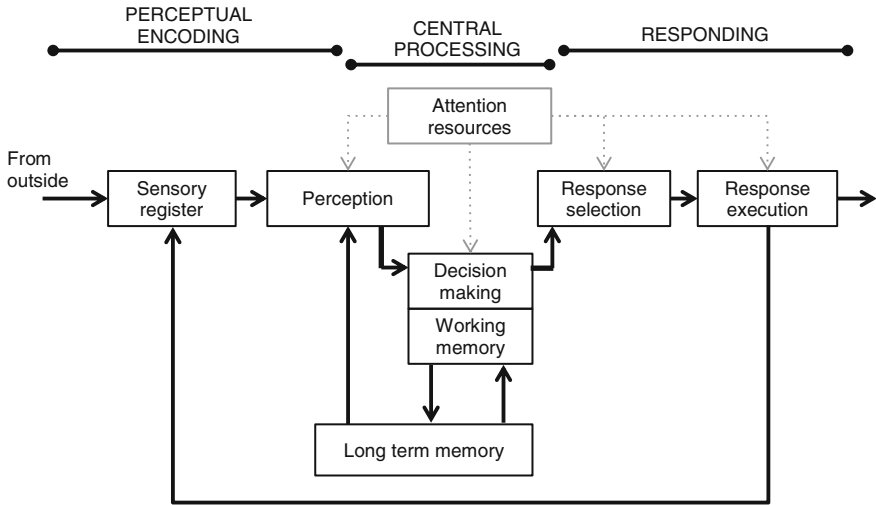 PERCEPTUAL
ENCODING
CENTRAL
PROCESSING
RESPONDING
Attention
resources
From
outside
Sensory
register
Perception
Response
selection
Response
execution
Decision
making
Working
memory
Long term memory